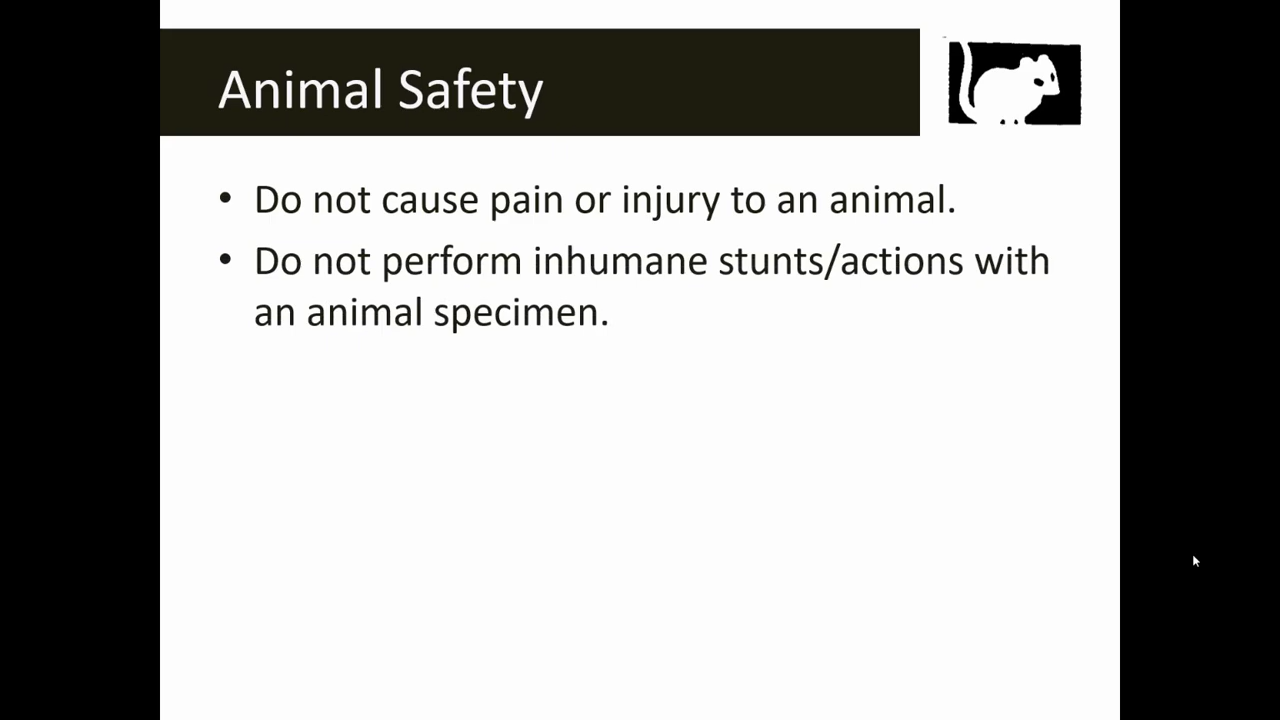 Animal Safety
• Do not cause pain or injury to an animal.
• Do not perform inhumane stunts/actions with
an animal specimen.